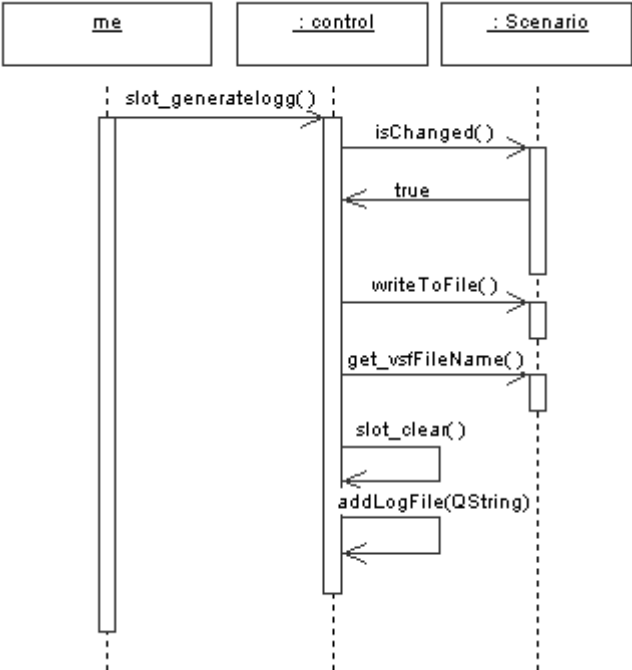 me
: control
: Scenario
slot_generatelogg()
isChanged()
true
writeToFile()
get_vsfFileName()
slot_clear()
addLogFile(QString)